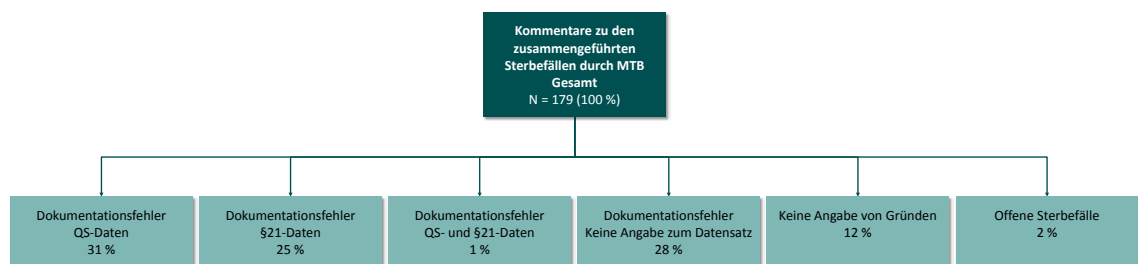 Kommentare zu den
zusammengeführten
Sterbefällen durch MTB
Gesamt
N = 179 (100 %)
Dokumentationsfehler
QS-Daten
31 %
Dokumentationsfehler
§21-Daten
25 %
Dokumentationsfehler
QS- und §21-Daten
1 %
Dokumentationsfehler
Keine Angabe zum Datensatz
28 %
Keine Angabe von Gründen
12 %
Offene Sterbefälle
2 %